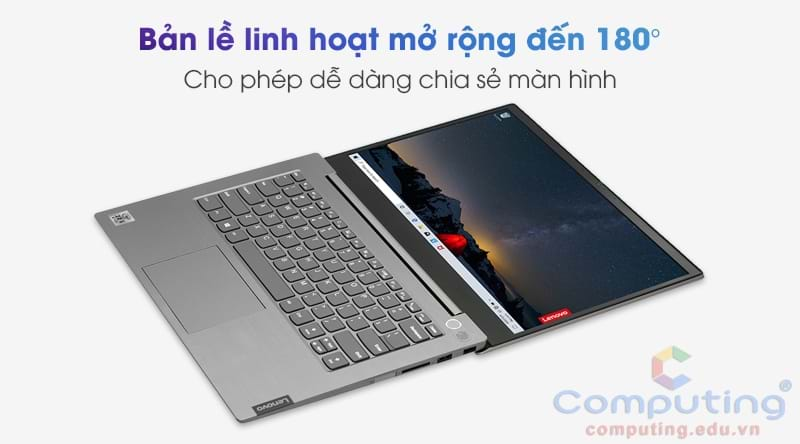 Bản lề linh hoạt mở rộng đến 180°
Cho phép dễ dàng chia sẻ màn hình
Lenovo
Lenovo
Computing®
computing.edu.vn